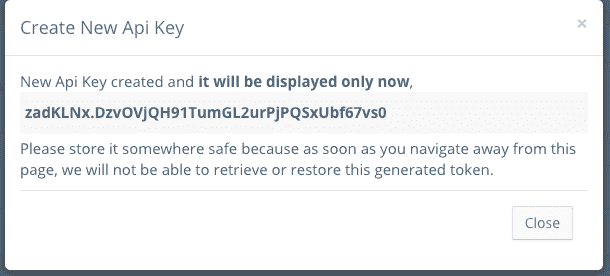 Create New Api Key
×
New Api Key created and it will be displayed only now,
zadKLNx.DzvOVjQH91TumGL2urPjPQSxUbf67vs0
Please store it somewhere safe because as soon as you navigate away from this
page, we will not be able to retrieve or restore this generated token.
Close